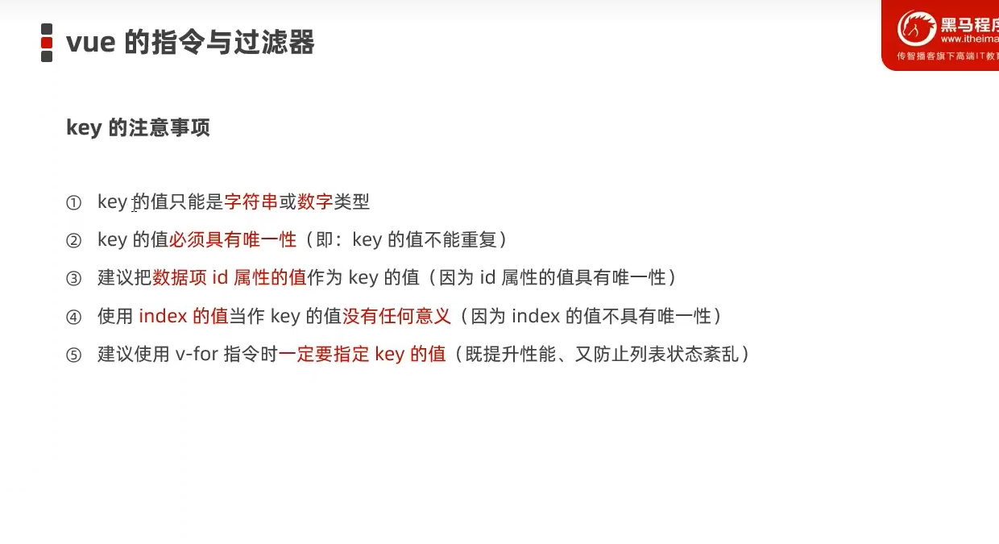 vue 的指令与过滤器
黑马程序
www.itheima
传智播客旗下高端IT教育
key 的注意事项
① key 的值只能是字符串或数字类型
② key 的值必须具有唯一性（即：key 的值不能重复）
③ 建议把数据项 id 属性的值作为 key 的值（因为 id 属性的值具有唯一性）
④ 使用 index 的值当作 key 的值没有任何意义（因为 index 的值不具有唯一性）
⑤ 建议使用 v-for 指令时一定要指定 key 的值（既提升性能、又防止列表状态紊乱）